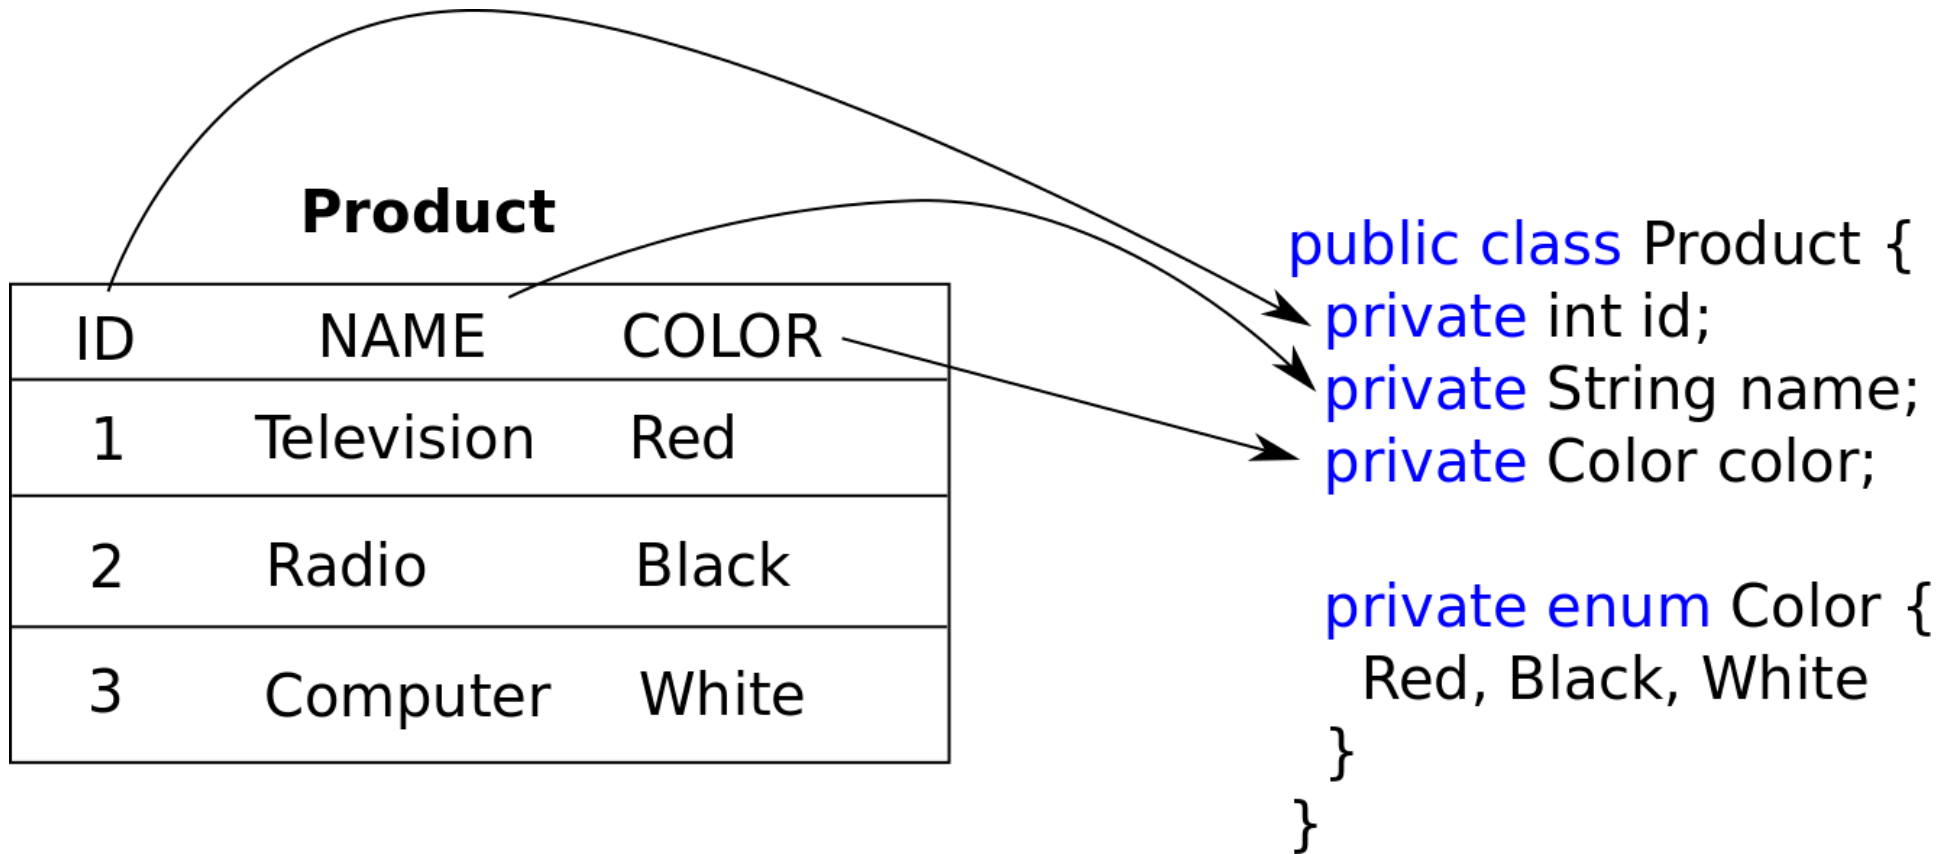 Product
ID NAME COLOR
1 Television Red
2 Radio Black
3 Computer White
public class Product {
private int id;
private String name;
private Color color;
private enum Color {
Red, Black, White
}
}